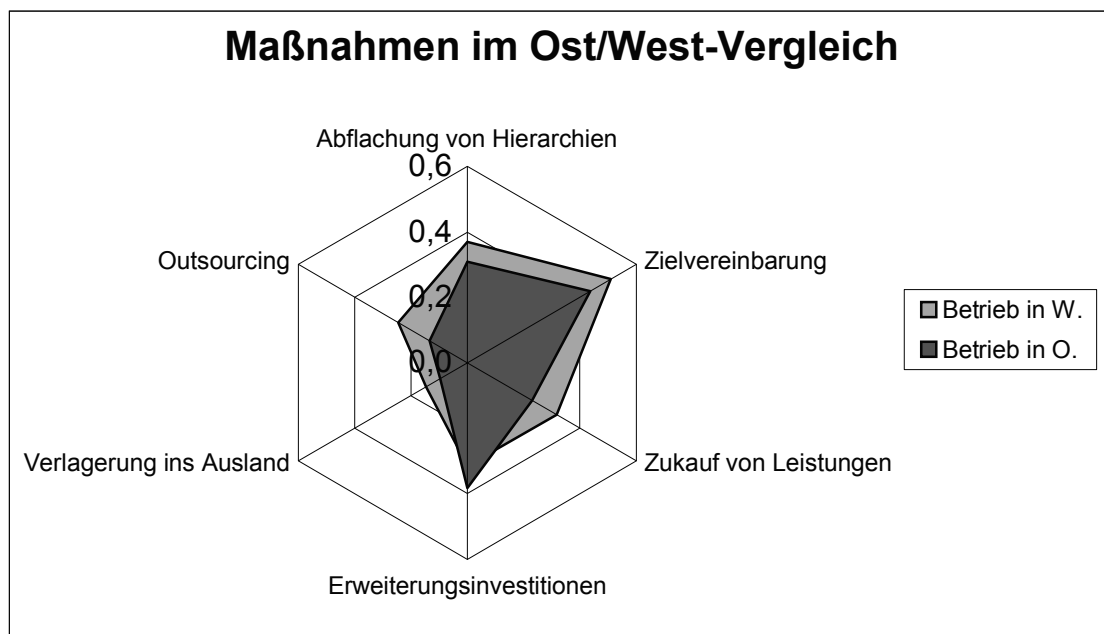 Maßnahmen im Ost/West-Vergleich
Abflachung von Hierarchien
0,6
0,4
0,2
0,0
Outsourcing
Zielvereinbarung
Betrieb in W.
Betrieb in O.
Verlagerung ins Ausland
Zukauf von Leistungen
Erweiterungsinvestitionen